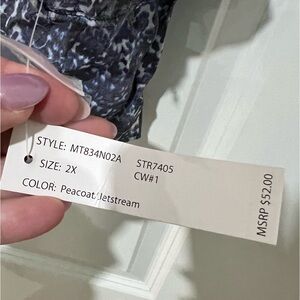 STYLE: MT834N02A STR7405
SIZE: 2X CW#1
COLOR: Peacoat/Jetstream
MSRP $52.00